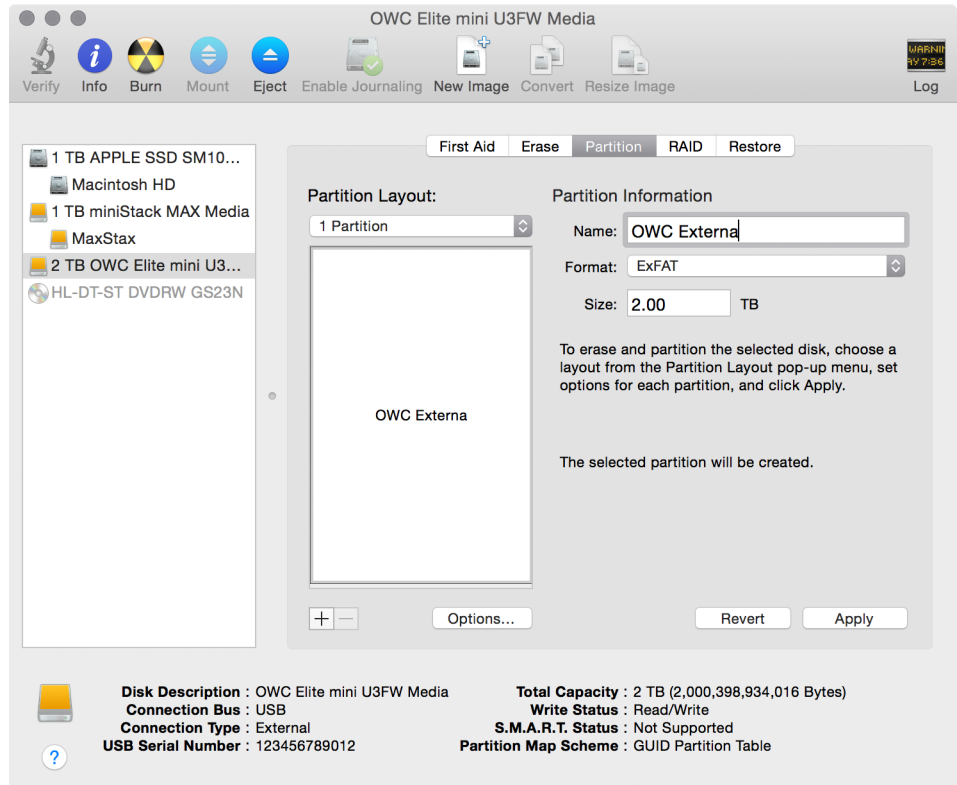 OWC Elite mini U3FW Media
Verify Info Burn Mount Eject Enable Journaling New Image Convert Resize Image Log
WARNIN
AY 7:36
First Aid Erase Partition RAID Restore
1 TB APPLE SSD SM10...
Macintosh HD
1 TB miniStack MAX Media
MaxStax
2 TB OWC Elite mini U3...
HL-DT-ST DVDRW GS23N
Partition Layout:
1 Partition
OWC Externa
Options...
Partition Information
Name: OWC Externa
Format: ExFAT
Size: 2.00 TB
To erase and partition the selected disk, choose a
layout from the Partition Layout pop-up menu, set
options for each partition, and click Apply.
The selected partition will be created.
Revert Apply
Disk Description : OWC Elite mini U3FW Media
Connection Bus : USB
Connection Type : External
USB Serial Number : 123456789012
Total Capacity : 2 TB (2,000,398,934,016 Bytes)
Write Status : Read/Write
S.M.A.R.T. Status : Not Supported
Partition Map Scheme : GUID Partition Table